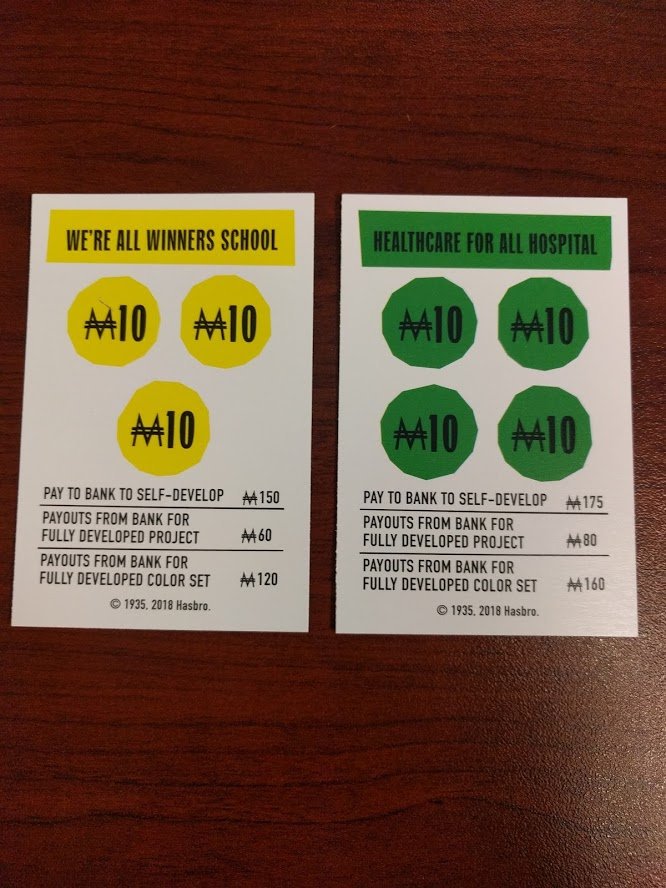 WE'RE ALL WINNERS SCHOOL
₩10 ₩10
₩10
PAY TO BANK TO SELF-DEVELOP ₩150
PAYOUTS FROM BANK FOR
FULLY DEVELOPED PROJECT ₩60
PAYOUTS FROM BANK FOR
FULLY DEVELOPED COLOR SET ₩120
© 1935, 2018 Hasbro.
HEALTHCARE FOR ALL HOSPITAL
₩10 ₩10
₩10 ₩10
PAY TO BANK TO SELF-DEVELOP ₩175
PAYOUTS FROM BANK FOR
FULLY DEVELOPED PROJECT ₩80
PAYOUTS FROM BANK FOR
FULLY DEVELOPED COLOR SET ₩160
© 1935, 2018 Hasbro.